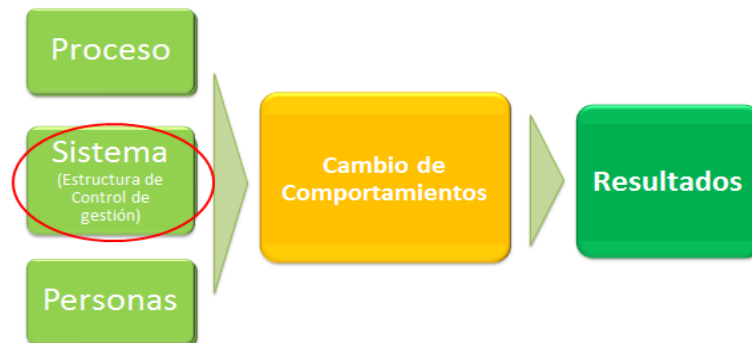 Proceso
Sistema
(Estructura de
Control de
gestión)
Personas
Cambio de
Comportamientos
Resultados